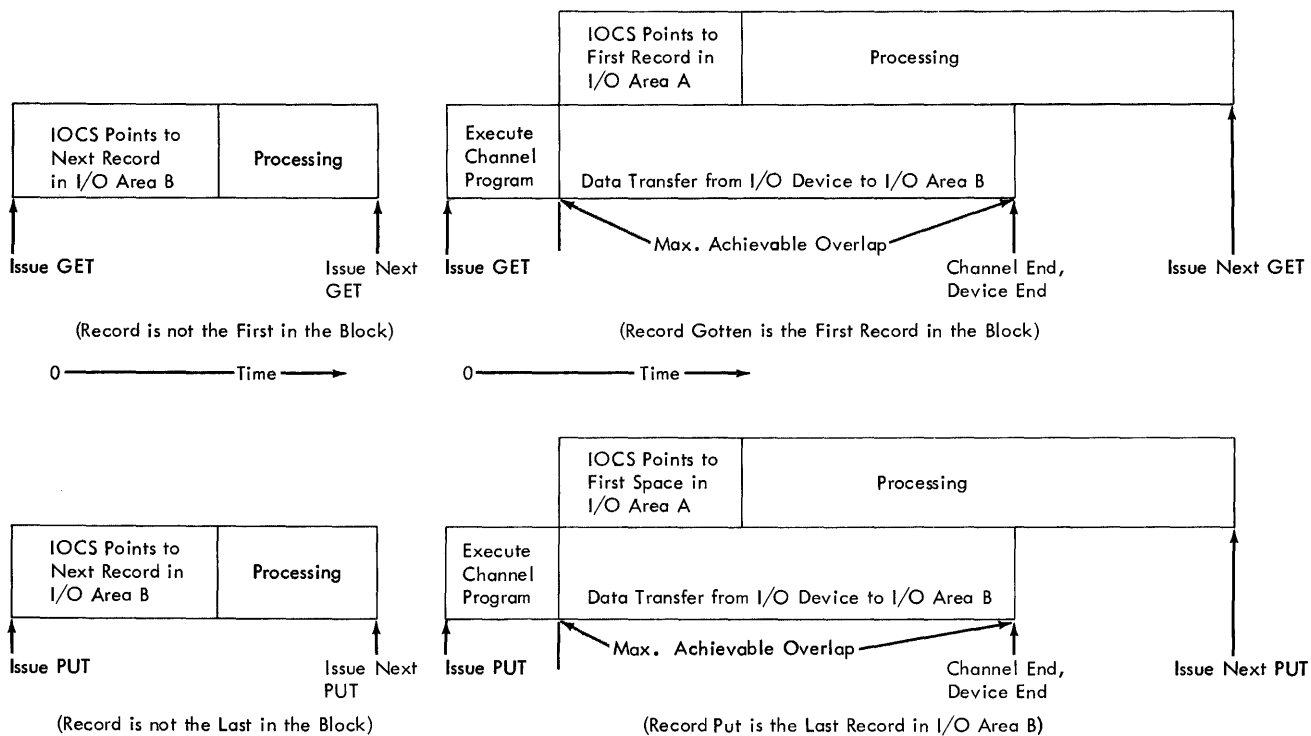 IOCS Points to
Next Record
in I/O Area B
Processing
Issue GET
Issue Next
GET
(Record is not the First in the Block)
0 Time
IOCS Points to
First Record in
I/O Area A
Processing
Execute
Channel
Program
Data Transfer from I/O Device to I/O Area B
Max. Achievable Overlap
Issue GET
Channel End,
Device End
Issue Next GET
(Record Gotten is the First Record in the Block)
0 Time
IOCS Points to
Next Record in
I/O Area B
Processing
Issue PUT
Issue Next
PUT
(Record is not the Last in the Block)
IOCS Points to
First Space in
I/O Area A
Processing
Execute
Channel
Program
Data Transfer from I/O Device to I/O Area B
Max. Achievable Overlap
Issue PUT
Channel End,
Device End
Issue Next PUT
(Record Put is the Last Record in I/O Area B)